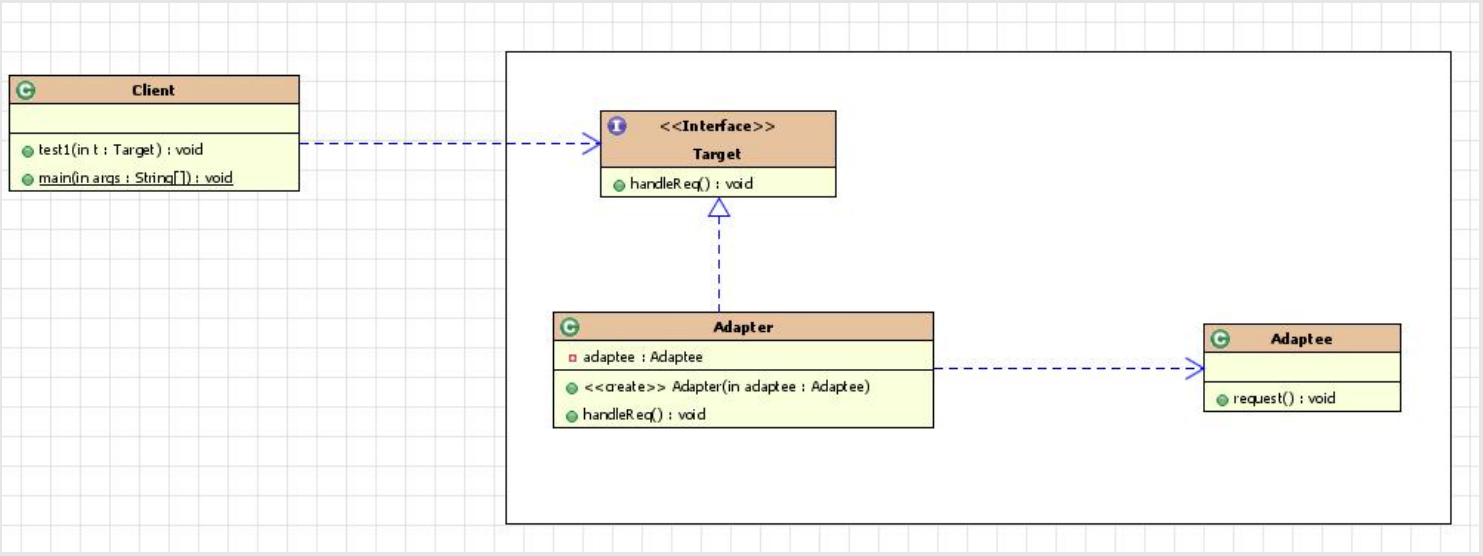 C Client
test1(in t : Target) : void
main(in args : String[]) : void
I <<Interface>>
Target
handleReq() : void
C Adapter
adaptee : Adaptee
<<create>> Adapter(in adaptee : Adaptee)
handleReq() : void
C Adaptee
request() : void